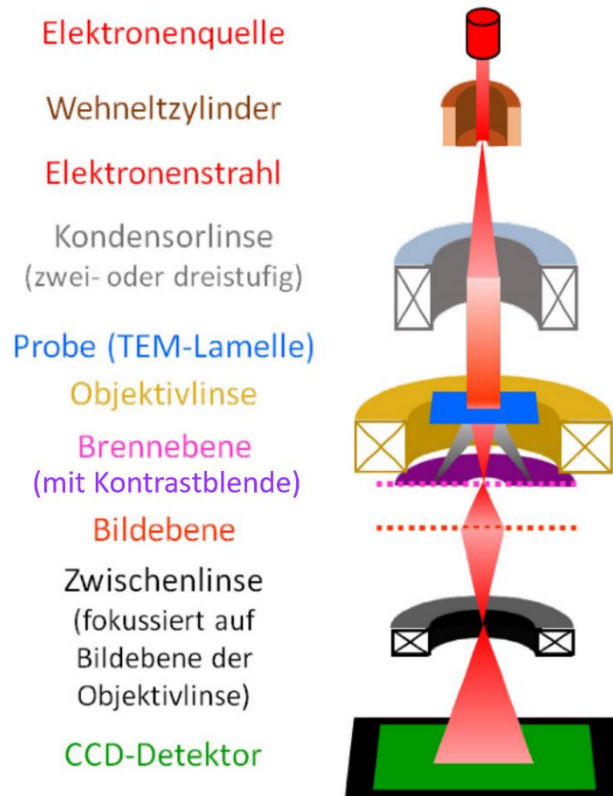 Elektronenquelle
Wehneltzylinder
Elektronenstrahl
Kondensorlinse
(zwei- oder dreistufig)
Probe (TEM-Lamelle)
Objektivlinse
Brennebene
(mit Kontrastblende)
Bildebene
Zwischenlinse
(fokussiert auf
Bildebene der
Objektivlinse)
CCD-Detektor